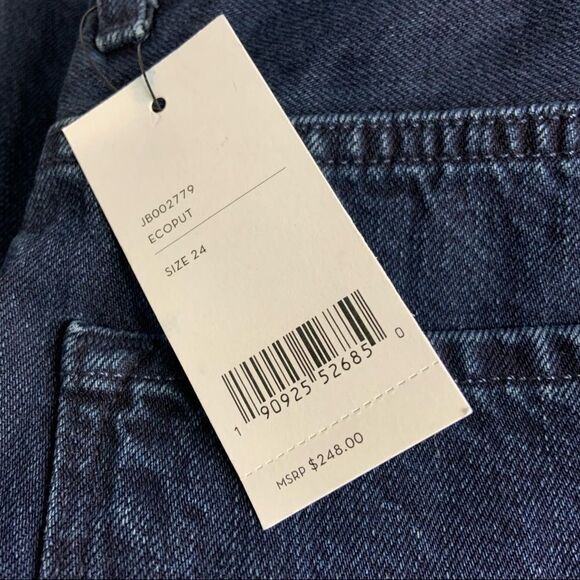 JB002779
ECOPUT
SIZE 24
1 90925 52685 0
MSRP $248.00